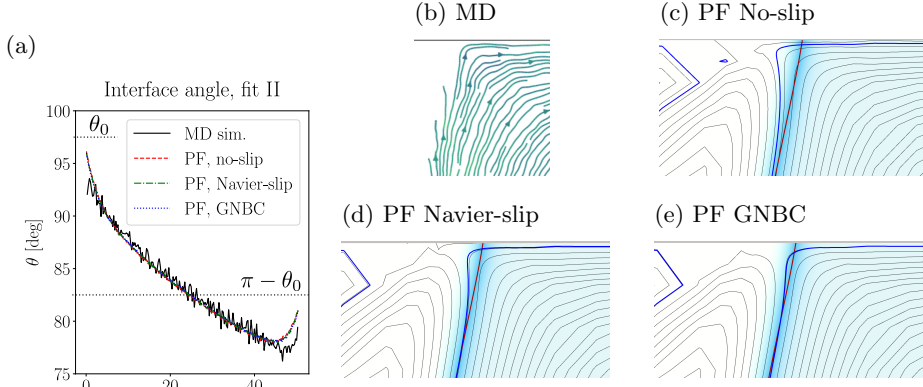 (a)
Interface angle, fit II
100
95
90
85
80
75
θ [deg]
θ₀
MD sim.
PF, no-slip
PF, Navier-slip
PF, GNBC
π − θ₀
0
20
40
(b) MD
(c) PF No-slip
(d) PF Navier-slip
(e) PF GNBC